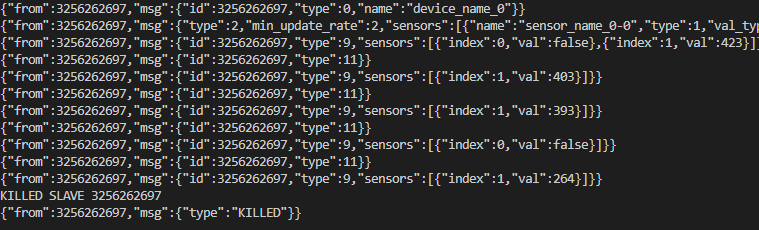 {"from":3256262697,"msg":{"id":3256262697,"type":0,"name":"device_name_0"}}
{"from":3256262697,"msg":{"type":2,"min_update_rate":2,"sensors":[{"name":"sensor_name_0-0","type":1,"val_typ
{"from":3256262697,"msg":{"id":3256262697,"type":9,"sensors":[{"index":0,"val":false},{"index":1,"val":423}]}
{"from":3256262697,"msg":{"id":3256262697,"type":11}}
{"from":3256262697,"msg":{"id":3256262697,"type":9,"sensors":[{"index":1,"val":403}]}}
{"from":3256262697,"msg":{"id":3256262697,"type":11}}
{"from":3256262697,"msg":{"id":3256262697,"type":9,"sensors":[{"index":1,"val":393}]}}
{"from":3256262697,"msg":{"id":3256262697,"type":11}}
{"from":3256262697,"msg":{"id":3256262697,"type":9,"sensors":[{"index":0,"val":false}]}}
{"from":3256262697,"msg":{"id":3256262697,"type":11}}
{"from":3256262697,"msg":{"id":3256262697,"type":9,"sensors":[{"index":1,"val":264}]}}
KILLED SLAVE 3256262697
{"from":3256262697,"msg":{"type":"KILLED"}}